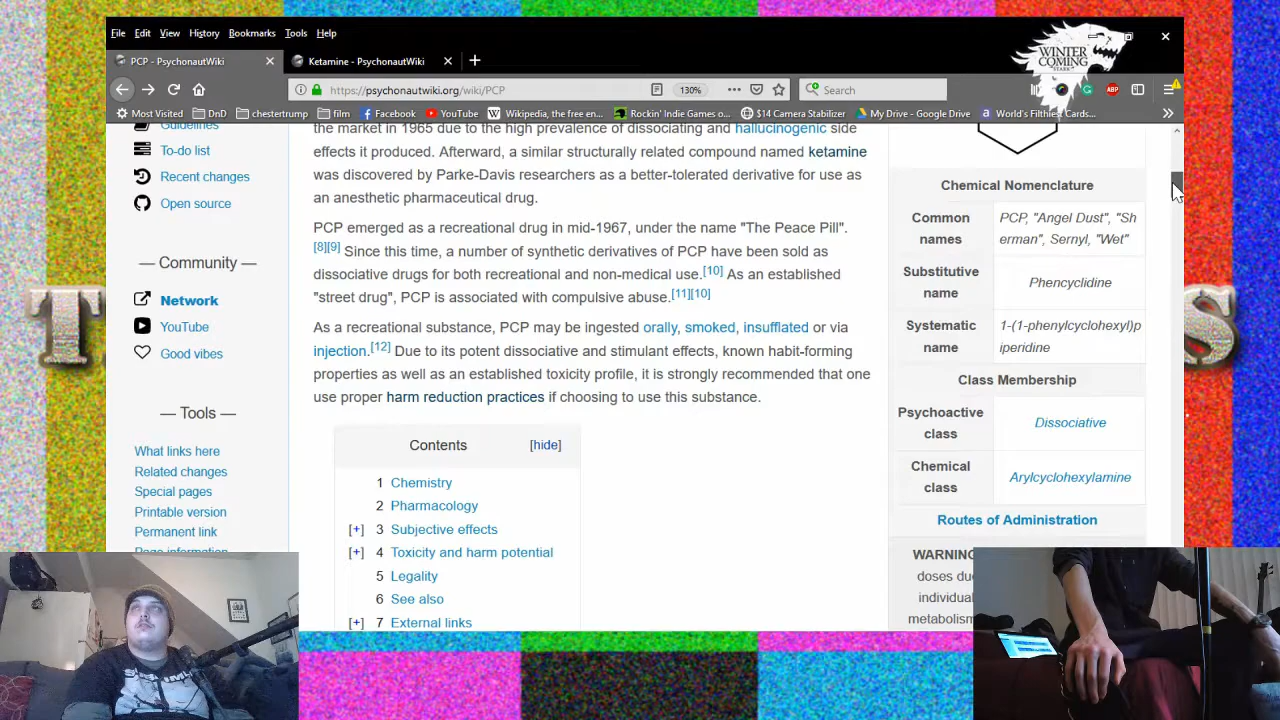 File Edit View History Bookmarks Tools Help
WINTER
COMING
STARK
PCP - PsychonautWiki
Ketamine - PsychonautWiki
https://psychonautwiki.org/wiki/PCP
130%
Search
ABP
Most Visited DnD chestertrump film Facebook YouTube Wikipedia, the free en... Rockin' Indie Games o... $14 Camera Stabilizer My Drive - Google Drive World's Filthiest Cards...
Guidelines
To-do list
Recent changes
Open source
— Community —
Network
YouTube
Good vibes
— Tools —
What links here
Related changes
Special pages
Printable version
Permanent link
Page information
the market in 1965 due to the high prevalence of dissociating and hallucinogenic side
effects it produced. Afterward, a similar structurally related compound named ketamine
was discovered by Parke-Davis researchers as a better-tolerated derivative for use as
an anesthetic pharmaceutical drug.
PCP emerged as a recreational drug in mid-1967, under the name "The Peace Pill".
[8][9] Since this time, a number of synthetic derivatives of PCP have been sold as
dissociative drugs for both recreational and non-medical use.[10] As an established
"street drug", PCP is associated with compulsive abuse.[11][10]
As a recreational substance, PCP may be ingested orally, smoked, insufflated or via
injection.[12] Due to its potent dissociative and stimulant effects, known habit-forming
properties as well as an established toxicity profile, it is strongly recommended that one
use proper harm reduction practices if choosing to use this substance.
Contents [hide]
1 Chemistry
2 Pharmacology
[+] 3 Subjective effects
[+] 4 Toxicity and harm potential
5 Legality
6 See also
[+] 7 External links
Chemical Nomenclature
Common names
PCP, "Angel Dust", "Sh
erman", Sernyl, "Wet"
Substitutive name
Phencyclidine
Systematic name
1-(1-phenylcyclohexyl)p
iperidine
Class Membership
Psychoactive class
Dissociative
Chemical class
Arylcyclohexylamine
Routes of Administration
WARNING
doses due
individual
metabolism
T
S